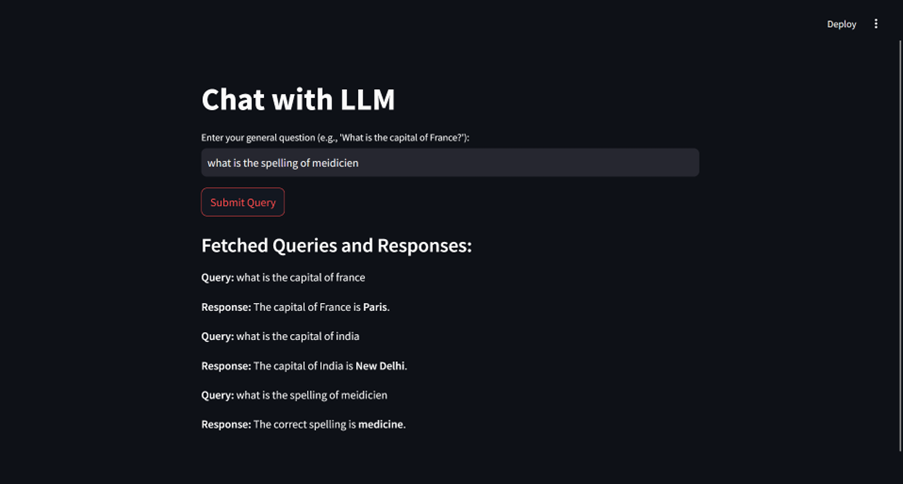 Deploy
Chat with LLM
Enter your general question (e.g., 'What is the capital of France?'):
what is the spelling of meidicien
Submit Query
Fetched Queries and Responses:
Query: what is the capital of france
Response: The capital of France is Paris.
Query: what is the capital of india
Response: The capital of India is New Delhi.
Query: what is the spelling of meidicien
Response: The correct spelling is medicine.